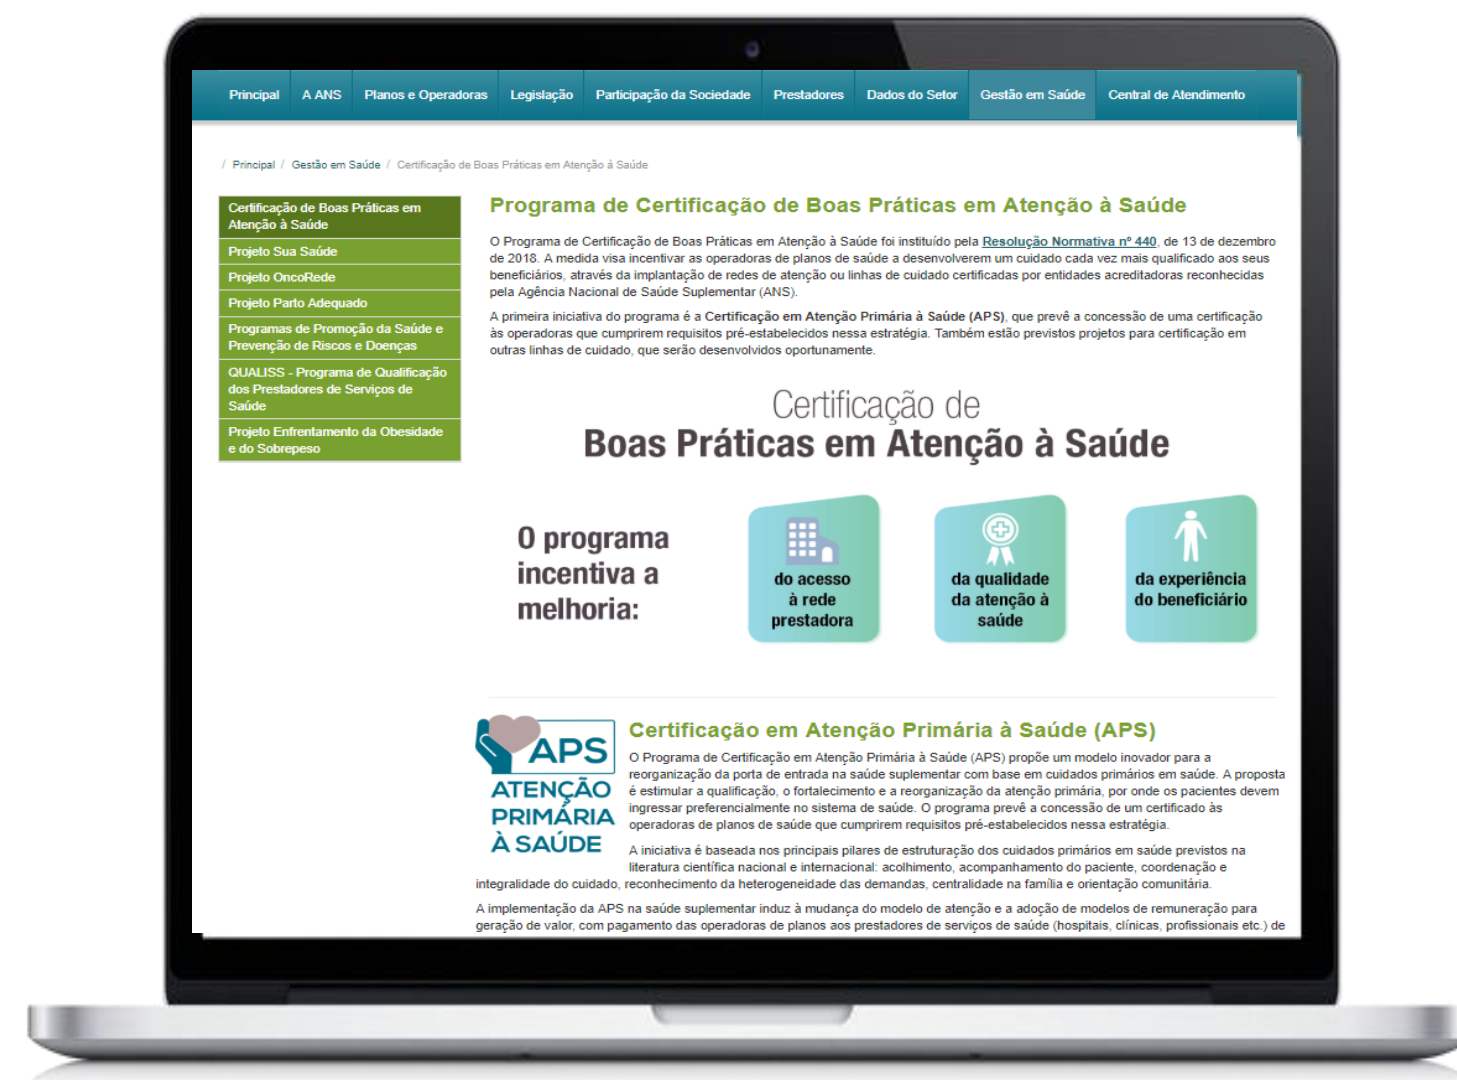 Principal A ANS Planos e Operadoras Legislação Participação da Sociedade Prestadores Dados do Setor Gestão em Saúde Central de Atendimento
/ Principal / Gestão em Saúde / Certificação de Boas Práticas em Atenção à Saúde
Certificação de Boas Práticas em
Atenção à Saúde
Projeto Sua Saúde
Projeto OncoRede
Projeto Parto Adequado
Programas de Promoção da Saúde e
Prevenção de Riscos e Doenças
QUALISS - Programa de Qualificação
dos Prestadores de Serviços de
Saúde
Projeto Enfrentamento da Obesidade
e do Sobrepeso
Programa de Certificação de Boas Práticas em Atenção à Saúde
O Programa de Certificação de Boas Práticas em Atenção à Saúde foi instituído pela Resolução Normativa nº 440, de 13 de dezembro
de 2018. A medida visa incentivar as operadoras de planos de saúde a desenvolverem um cuidado cada vez mais qualificado aos seus
beneficiários, através da implantação de redes de atenção ou linhas de cuidado certificadas por entidades acreditadoras reconhecidas
pela Agência Nacional de Saúde Suplementar (ANS).
A primeira iniciativa do programa é a Certificação em Atenção Primária à Saúde (APS), que prevê a concessão de uma certificação
às operadoras que cumprirem requisitos pré-estabelecidos nessa estratégia. Também estão previstos projetos para certificação em
outras linhas de cuidado, que serão desenvolvidos oportunamente.
Certificação de
Boas Práticas em Atenção à Saúde
O programa
incentiva a
melhoria:
do acesso
à rede
prestadora
da qualidade
da atenção à
saúde
da experiência
do beneficiário
APS
ATENÇÃO
PRIMÁRIA
À SAÚDE
Certificação em Atenção Primária à Saúde (APS)
O Programa de Certificação em Atenção Primária à Saúde (APS) propõe um modelo inovador para a
reorganização da porta de entrada na saúde suplementar com base em cuidados primários em saúde. A proposta
é estimular a qualificação, o fortalecimento e a reorganização da atenção primária, por onde os pacientes devem
ingressar preferencialmente no sistema de saúde. O programa prevê a concessão de um certificado às
operadoras de planos de saúde que cumprirem requisitos pré-estabelecidos nessa estratégia.
A iniciativa é baseada nos principais pilares de estruturação dos cuidados primários em saúde previstos na
literatura científica nacional e internacional: acolhimento, acompanhamento do paciente, coordenação e
integralidade do cuidado, reconhecimento da heterogeneidade das demandas, centralidade na família e orientação comunitária.
A implementação da APS na saúde suplementar induz à mudança do modelo de atenção e a adoção de modelos de remuneração para
geração de valor, com pagamento das operadoras de planos aos prestadores de serviços de saúde (hospitais, clínicas, profissionais etc.) de